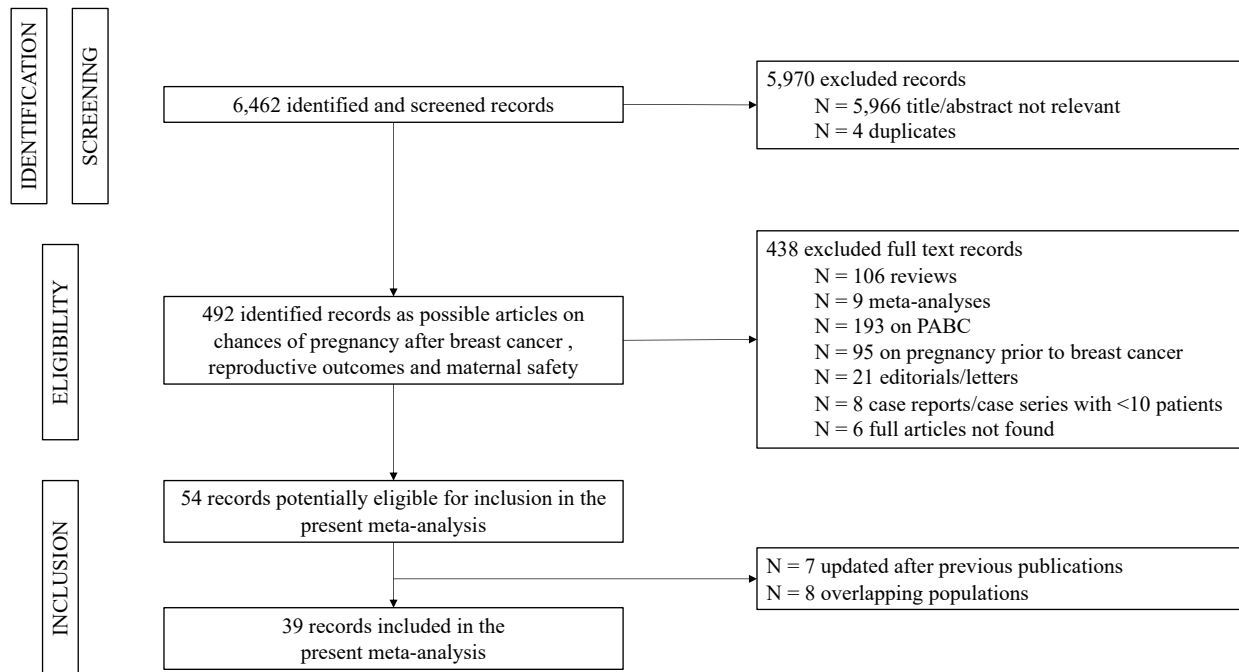 IDENTIFICATION
SCREENING
6,462 identified and screened records
5,970 excluded records
N = 5,966 title/abstract not relevant
N = 4 duplicates
ELIGIBILITY
492 identified records as possible articles on
chances of pregnancy after breast cancer ,
reproductive outcomes and maternal safety
438 excluded full text records
N = 106 reviews
N = 9 meta-analyses
N = 193 on PABC
N = 95 on pregnancy prior to breast cancer
N = 21 editorials/letters
N = 8 case reports/case series with <10 patients
N = 6 full articles not found
INCLUSION
54 records potentially eligible for inclusion in the
present meta-analysis
N = 7 updated after previous publications
N = 8 overlapping populations
39 records included in the
present meta-analysis